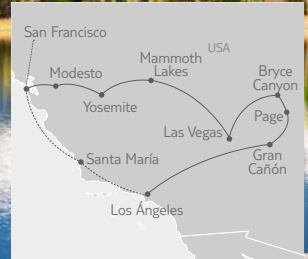 San Francisco
USA
Mammoth
Lakes
Modesto
Bryce
Canyon
Yosemite
Page
Las Vegas
Gran
Cañón
Santa María
Los Ángeles